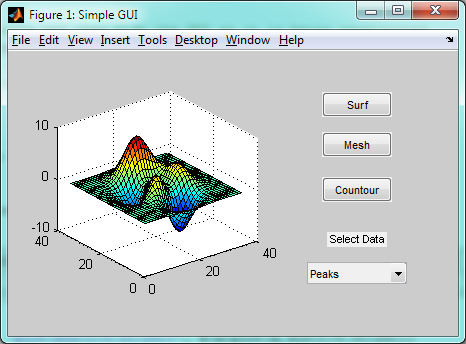 Figure 1: Simple GUI
File Edit View Insert Tools Desktop Window Help
Surf
Mesh
Countour
Select Data
Peaks
10
0
-10
40
20
0
0
20
40